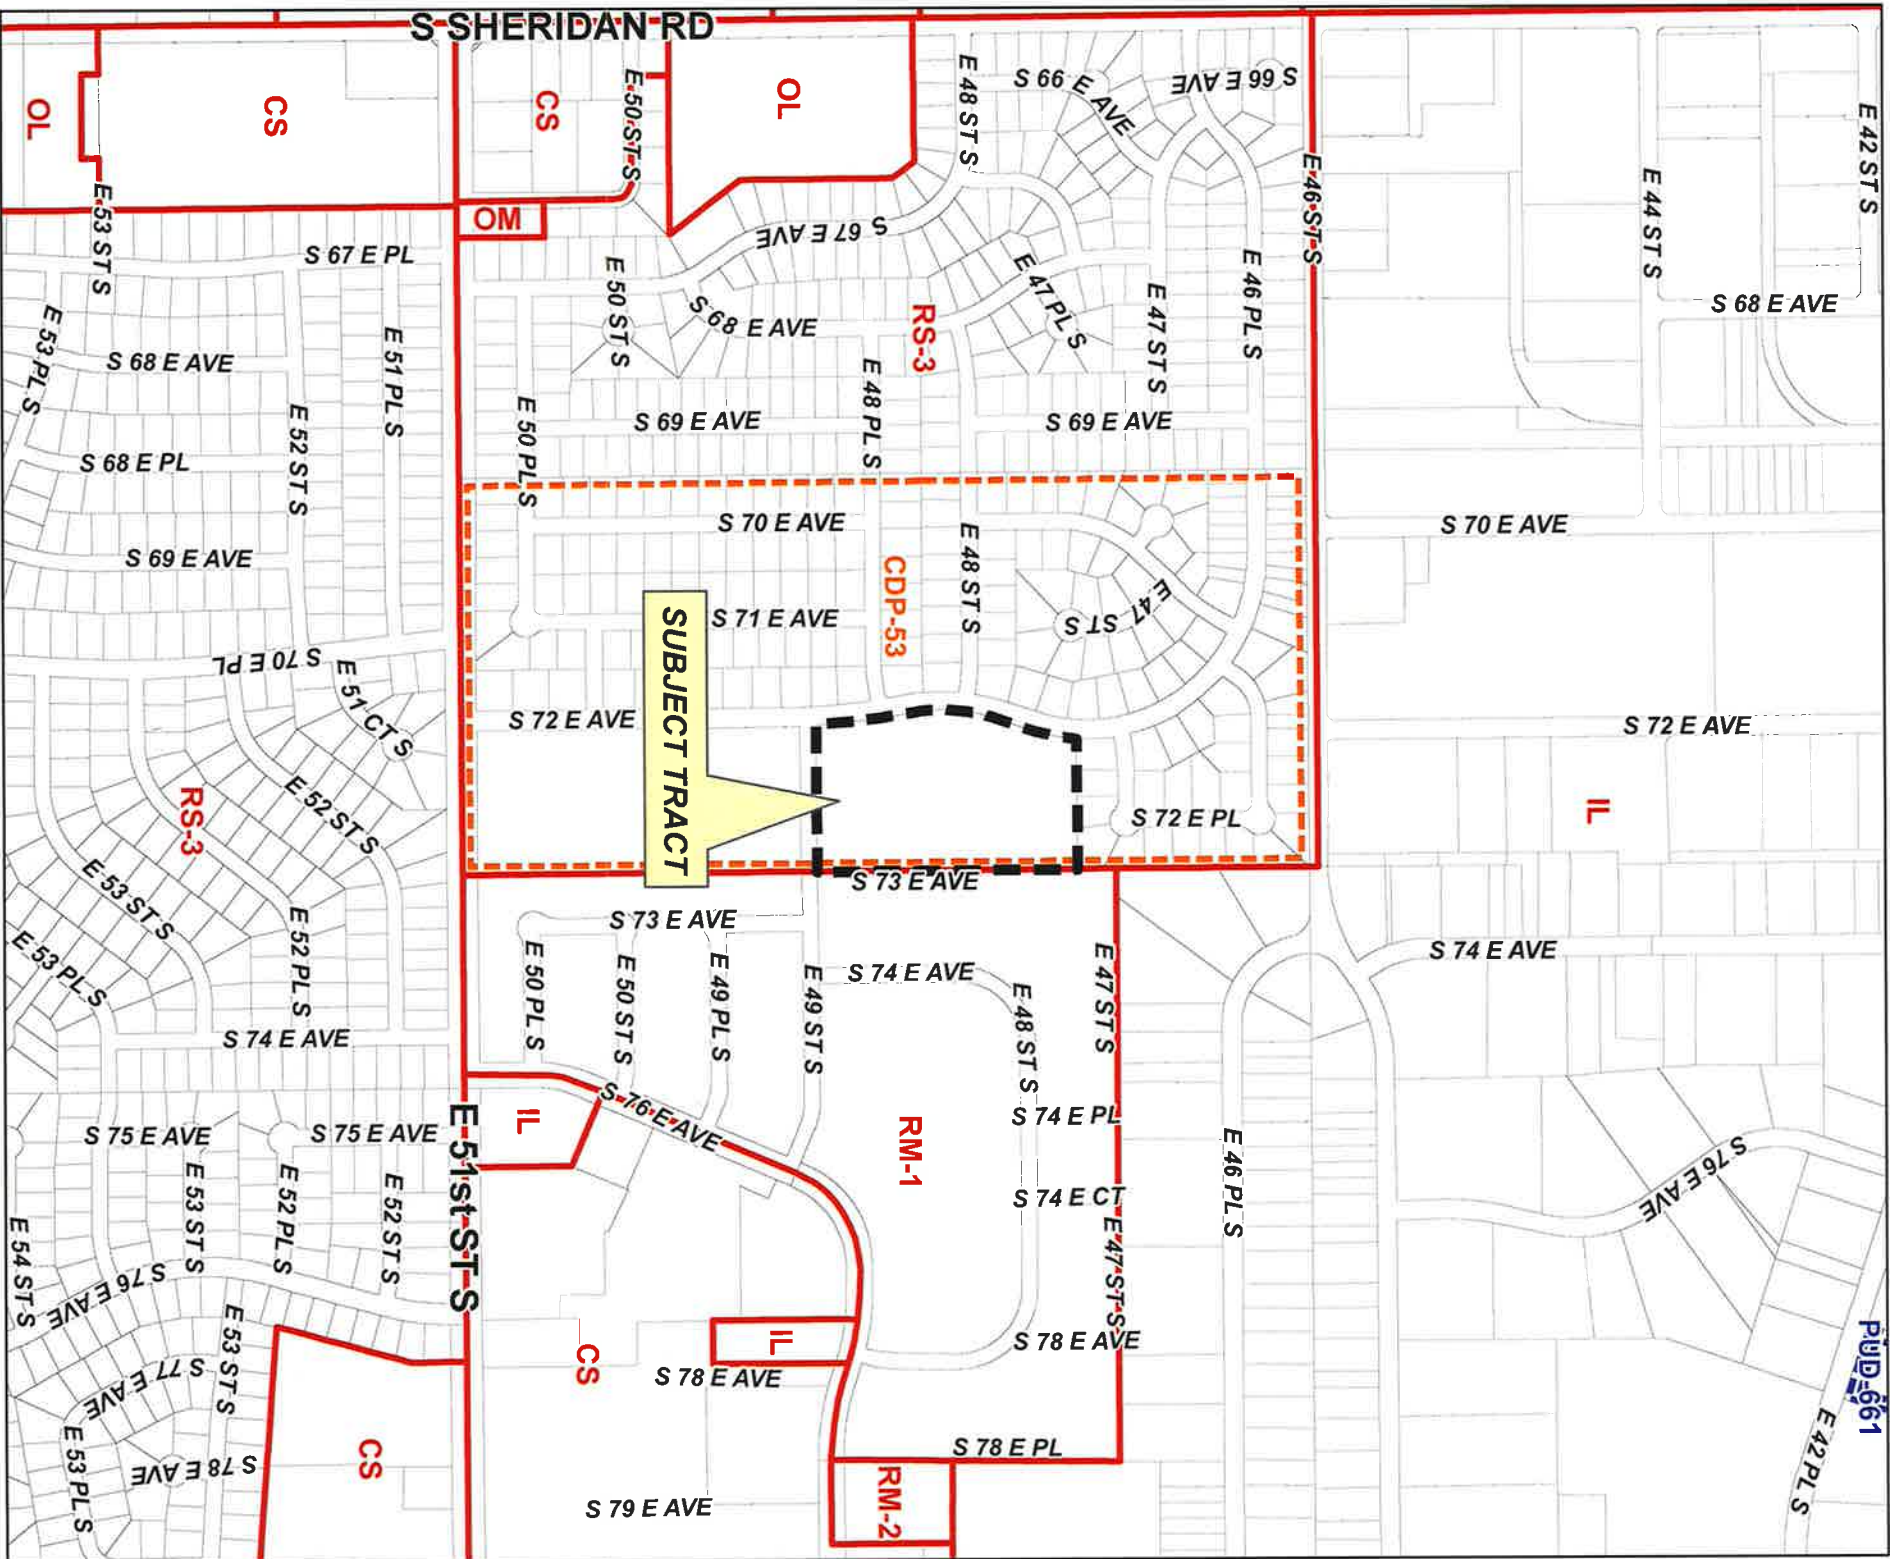 S SHERIDAN RD
OL
CS
CS
E 50 ST S
OL
E 48 ST S
S 66 E AVE
S 66 E AVE
E 42 ST S
E 53 ST S
OM
S 67 E AVE
E 46 ST S
E 44 ST S
S 67 E PL
E 50 ST S
S 68 E AVE
RS-3
E 47 PL S
E 47 ST S
E 46 PL S
S 68 E AVE
E 53 PL S
S 68 E AVE
E 51 PL S
E 48 PL S
E 52 ST S
E 50 PL S
S 69 E AVE
S 69 E AVE
S 68 E PL
S 70 E AVE
E 48 ST S
S 70 E AVE
S 69 E AVE
CDP-53
SUBJECT TRACT
S 71 E AVE
E 47 ST S
S 70 E PL
E 51 CT S
S 72 E AVE
S 72 E AVE
RS-3
E 52 ST S
S 72 E PL
IL
E 53 ST S
S 73 E AVE
S 73 E AVE
E 52 PL S
E 53 PL S
E 50 PL S
E 50 ST S
E 49 PL S
E 49 ST S
S 74 E AVE
E 48 ST S
E 47 ST S
S 74 E AVE
S 74 E AVE
IL
S 76 E AVE
RM-1
S 74 E PL
E 46 PL S
S 75 E AVE
S 75 E AVE
E 51st ST S
E 53 ST S
E 52 PL S
E 52 ST S
S 74 E CT
S 76 E AVE
E 54 ST S
S 76 E AVE
E 47 ST S
E 53 ST S
CS
IL
S 78 E AVE
S 78 E AVE
PUD-661
S 77 E AVE
E 53 PL S
S 78 E AVE
CS
S 78 E PL
RM-2
S 79 E AVE
E 42 PL S